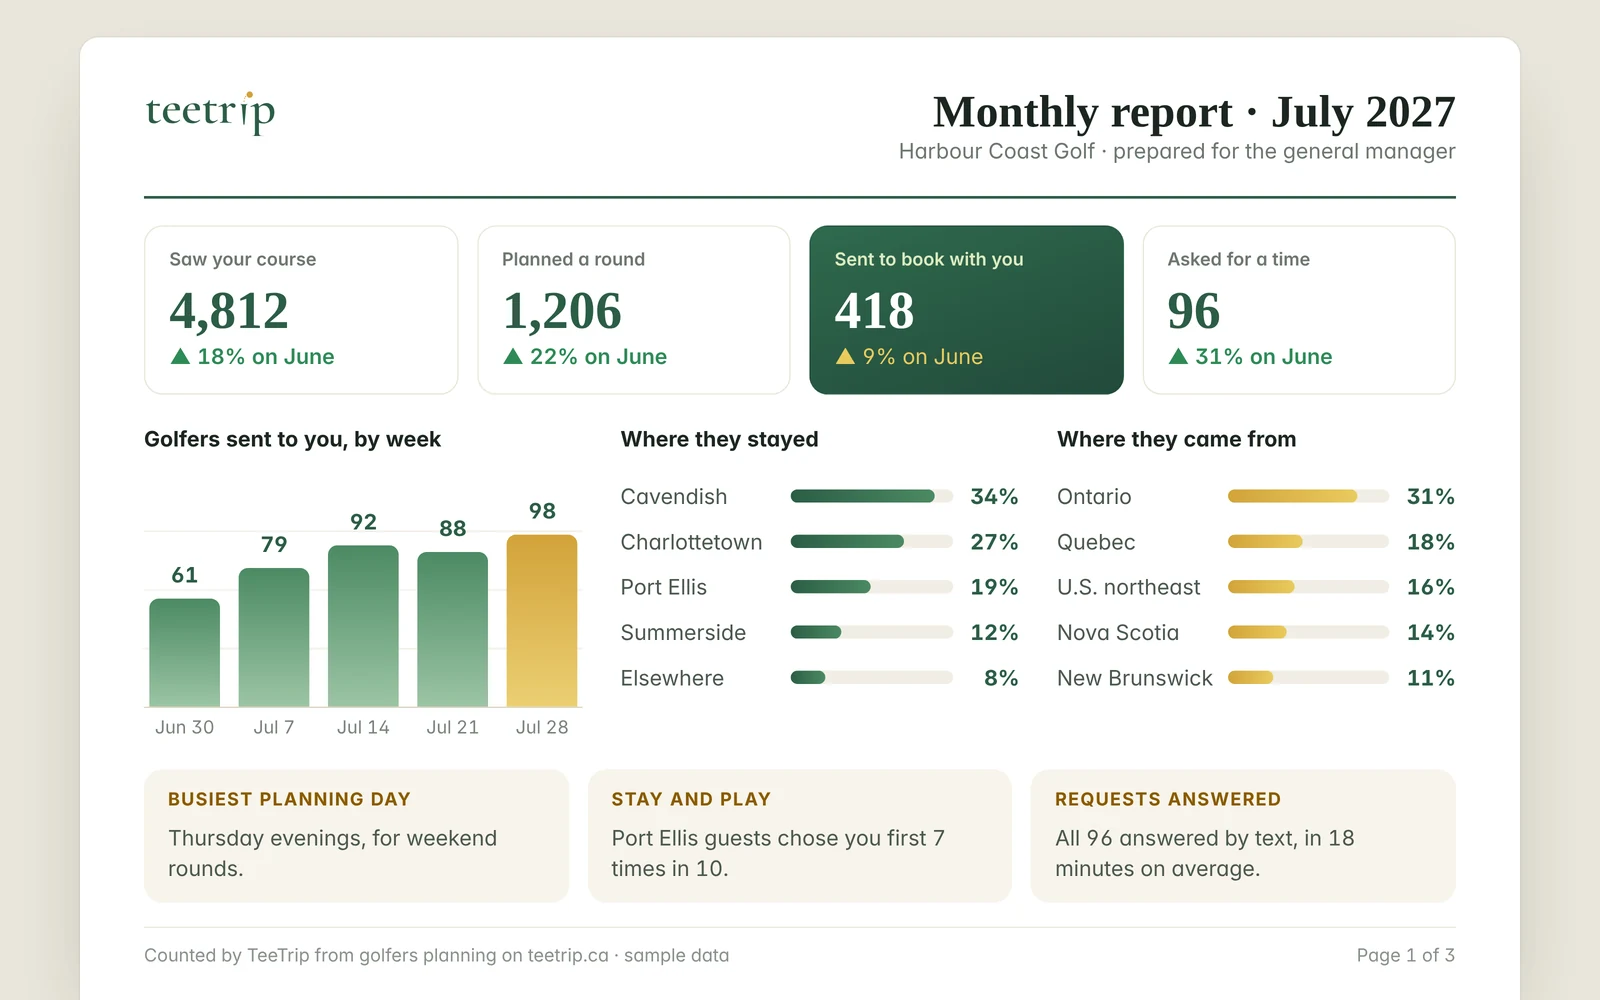 teetrip
Monthly report · July 2027
Harbour Coast Golf · prepared for the general manager
Saw your course
4,812
▲ 18% on June
Planned a round
1,206
▲ 22% on June
Sent to book with you
418
▲ 9% on June
Asked for a time
96
▲ 31% on June
Golfers sent to you, by week
61
79
92
88
98
Jun 30
Jul 7
Jul 14
Jul 21
Jul 28
Where they stayed
Cavendish 34%
Charlottetown 27%
Port Ellis 19%
Summerside 12%
Elsewhere 8%
Where they came from
Ontario 31%
Quebec 18%
U.S. northeast 16%
Nova Scotia 14%
New Brunswick 11%
BUSIEST PLANNING DAY
Thursday evenings, for weekend
rounds.
STAY AND PLAY
Port Ellis guests chose you first 7
times in 10.
REQUESTS ANSWERED
All 96 answered by text, in 18
minutes on average.
Counted by TeeTrip from golfers planning on teetrip.ca · sample data
Page 1 of 3